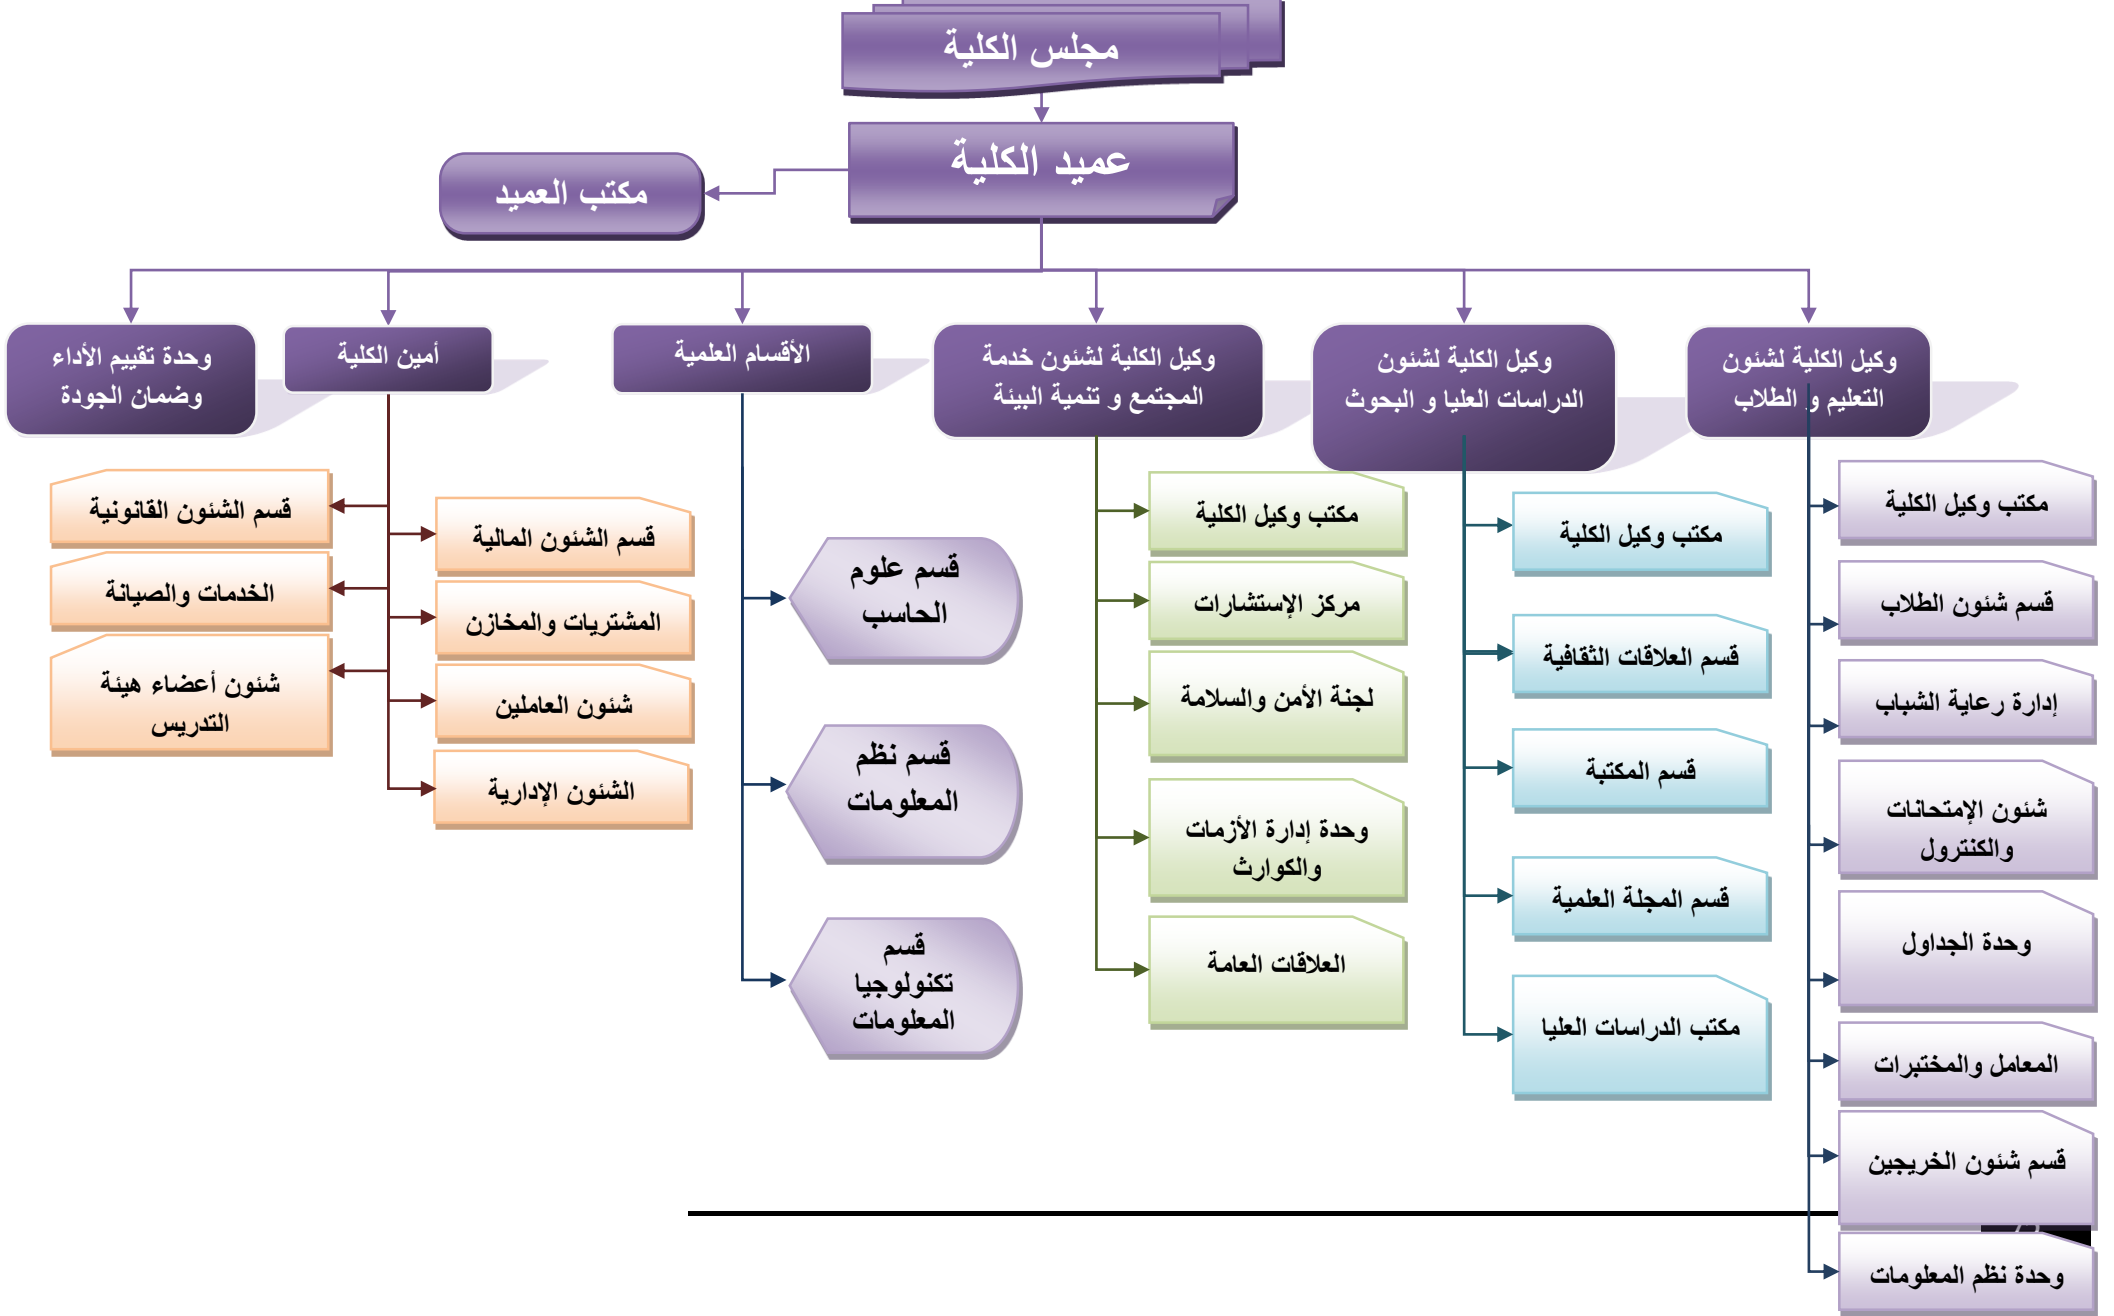 مجلس الكلية
عميد الكلية
مكتب العميد
وكيل الكلية لشئون
التعليم و الطلاب
وكيل الكلية لشئون
الدراسات العليا و البحوث
وكيل الكلية لشئون خدمة
المجتمع و تنمية البيئة
الأقسام العلمية
أمين الكلية
وحدة تقييم الأداء
وضمان الجودة
مكتب وكيل الكلية
قسم شئون الطلاب
إدارة رعاية الشباب
شئون الإمتحانات
والكنترول
وحدة الجداول
المعامل والمختبرات
قسم شئون الخريجين
وحدة نظم المعلومات
مكتب وكيل الكلية
قسم العلاقات الثقافية
قسم المكتبة
قسم المجلة العلمية
مكتب الدراسات العليا
مكتب وكيل الكلية
مركز الإستشارات
لجنة الأمن والسلامة
وحدة إدارة الأزمات
والكوارث
العلاقات العامة
قسم علوم
الحاسب
قسم نظم
المعلومات
قسم
تكنولوجيا
المعلومات
قسم الشئون المالية
المشتريات والمخازن
شئون العاملين
الشئون الإدارية
قسم الشئون القانونية
الخدمات والصيانة
شئون أعضاء هيئة
التدريس